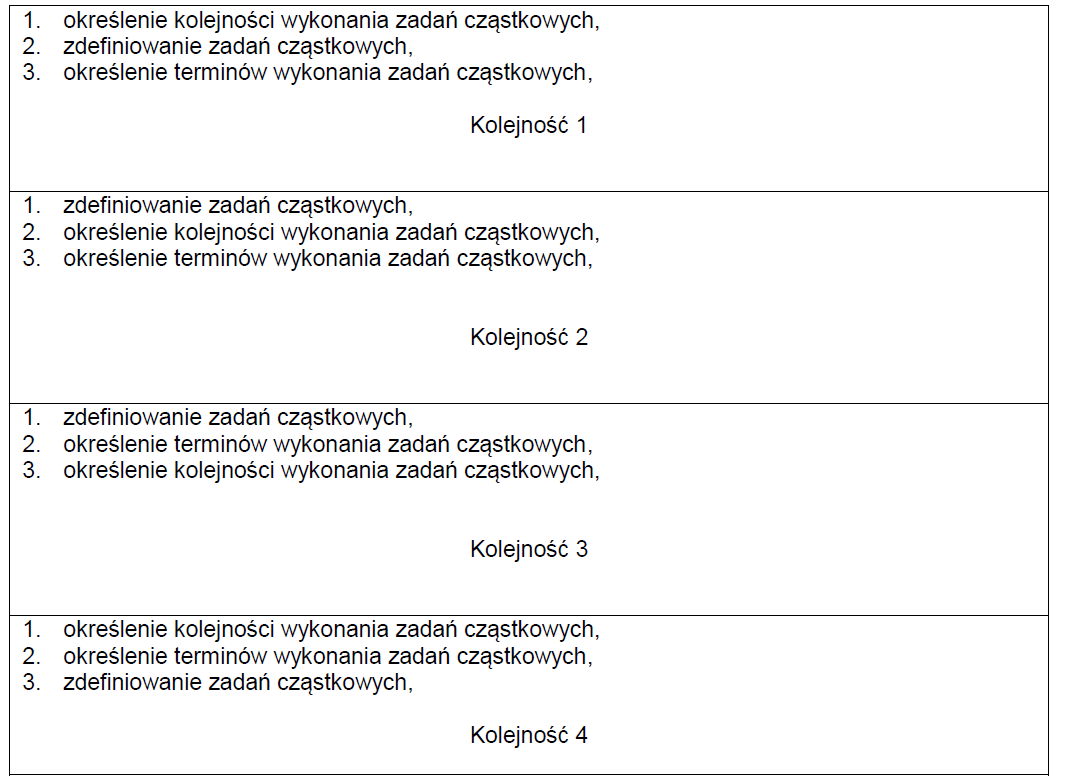 1. określenie kolejności wykonania zadań cząstkowych,
2. zdefiniowanie zadań cząstkowych,
3. określenie terminów wykonania zadań cząstkowych,
Kolejność 1
1. zdefiniowanie zadań cząstkowych,
2. określenie kolejności wykonania zadań cząstkowych,
3. określenie terminów wykonania zadań cząstkowych,
Kolejność 2
1. zdefiniowanie zadań cząstkowych,
2. określenie terminów wykonania zadań cząstkowych,
3. określenie kolejności wykonania zadań cząstkowych,
Kolejność 3
1. określenie kolejności wykonania zadań cząstkowych,
2. określenie terminów wykonania zadań cząstkowych,
3. zdefiniowanie zadań cząstkowych,
Kolejność 4